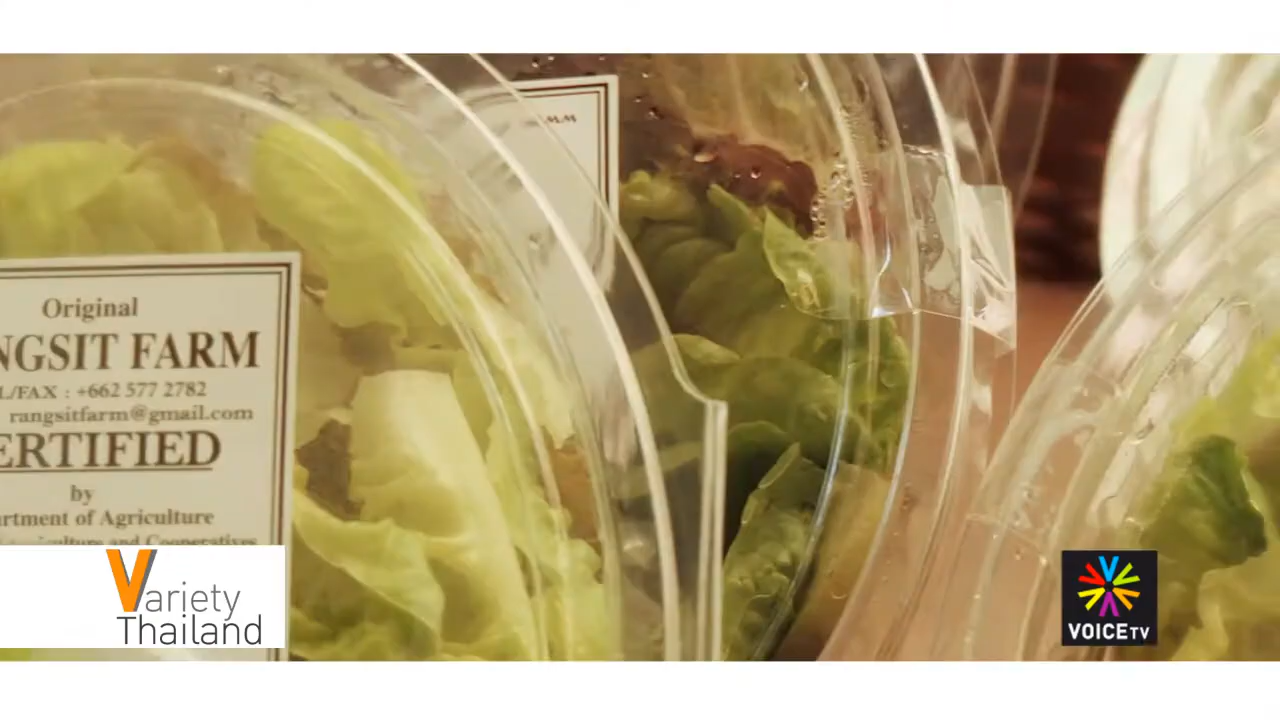 Original
NGSIT FARM
L/FAX : +662 577 2782
rangsitfarm@gmail.com
ERTIFIED
by
artment of Agriculture
Variety
Thailand
VOICETV